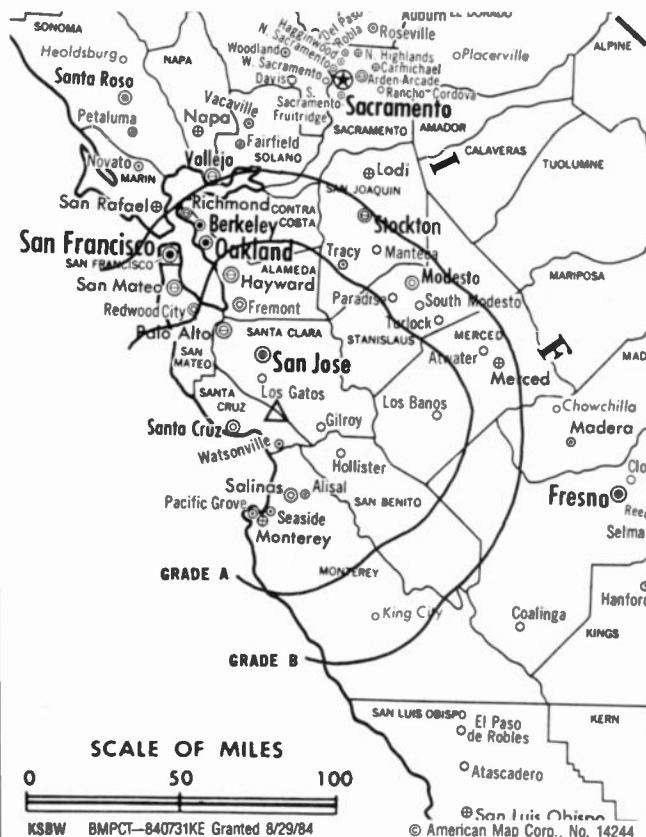 SONOMA
Healdsburg
Santa Rosa
Petaluma
Novato
MARIN
San Rafael
NAPA
Napa
Vallejo
Woodland
W. Sacramento
Davis
N. Sacramento
Hagginwood
Robla
Del Paso
Auburn
EL DORADO
Roseville
N. Highlands
Carmichael
Arden-Arcade
Rancho Cordova
Placerville
ALPINE
S.
Sacramento
Fruitridge
Sacramento
SACRAMENTO
AMADOR
CALAVERAS
TUOLUMNE
Vacaville
Fairfield
SOLANO
Lodi
SAN JOAQUIN
I
Richmond
CONTRA
COSTA
Berkeley
Oakland
Stockton
San Francisco
SAN FRANCISCO
ALAMEDA
Tracy
Manteca
Hayward
Modesto
MARIPOSA
San Mateo
Fremont
Paradise
South Modesto
Redwood City
Turlock
Palo Alto
SANTA CLARA
STANISLAUS
MERCED
F
MAD
SAN
MATEO
San Jose
Atwater
Merced
Los Gatos
SANTA
CRUZ
Los Banos
Chowchilla
Santa Cruz
Gilroy
Madera
Watsonville
Hollister
Clo
Salinas
Alisal
SAN BENITO
Fresno
Pacific Grove
Seaside
Reed
Monterey
Selma
GRADE A
MONTEREY
Hanford
King City
Coalinga
KINGS
GRADE B
SAN LUIS OBISPO
KERN
El Paso
de Robles
Atascadero
San Luis Obispo
SCALE OF MILES
0 50 100
KSBW BMPCT—840731KE Granted 8/29/84
© American Map Corp., No. 14244